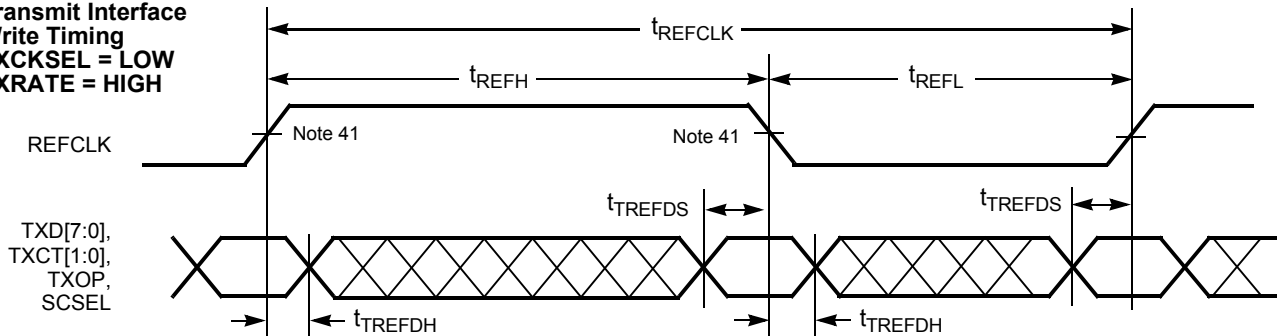 ransmit Interface
rite Timing
XCKSEL = LOW
XRATE = HIGH
tREFCLK
tREFH
tREFL
REFCLK
Note 41
Note 41
tTREFDS
tTREFDS
TXD[7:0],
TXCT[1:0],
TXOP,
SCSEL
tTREFDH
tTREFDH